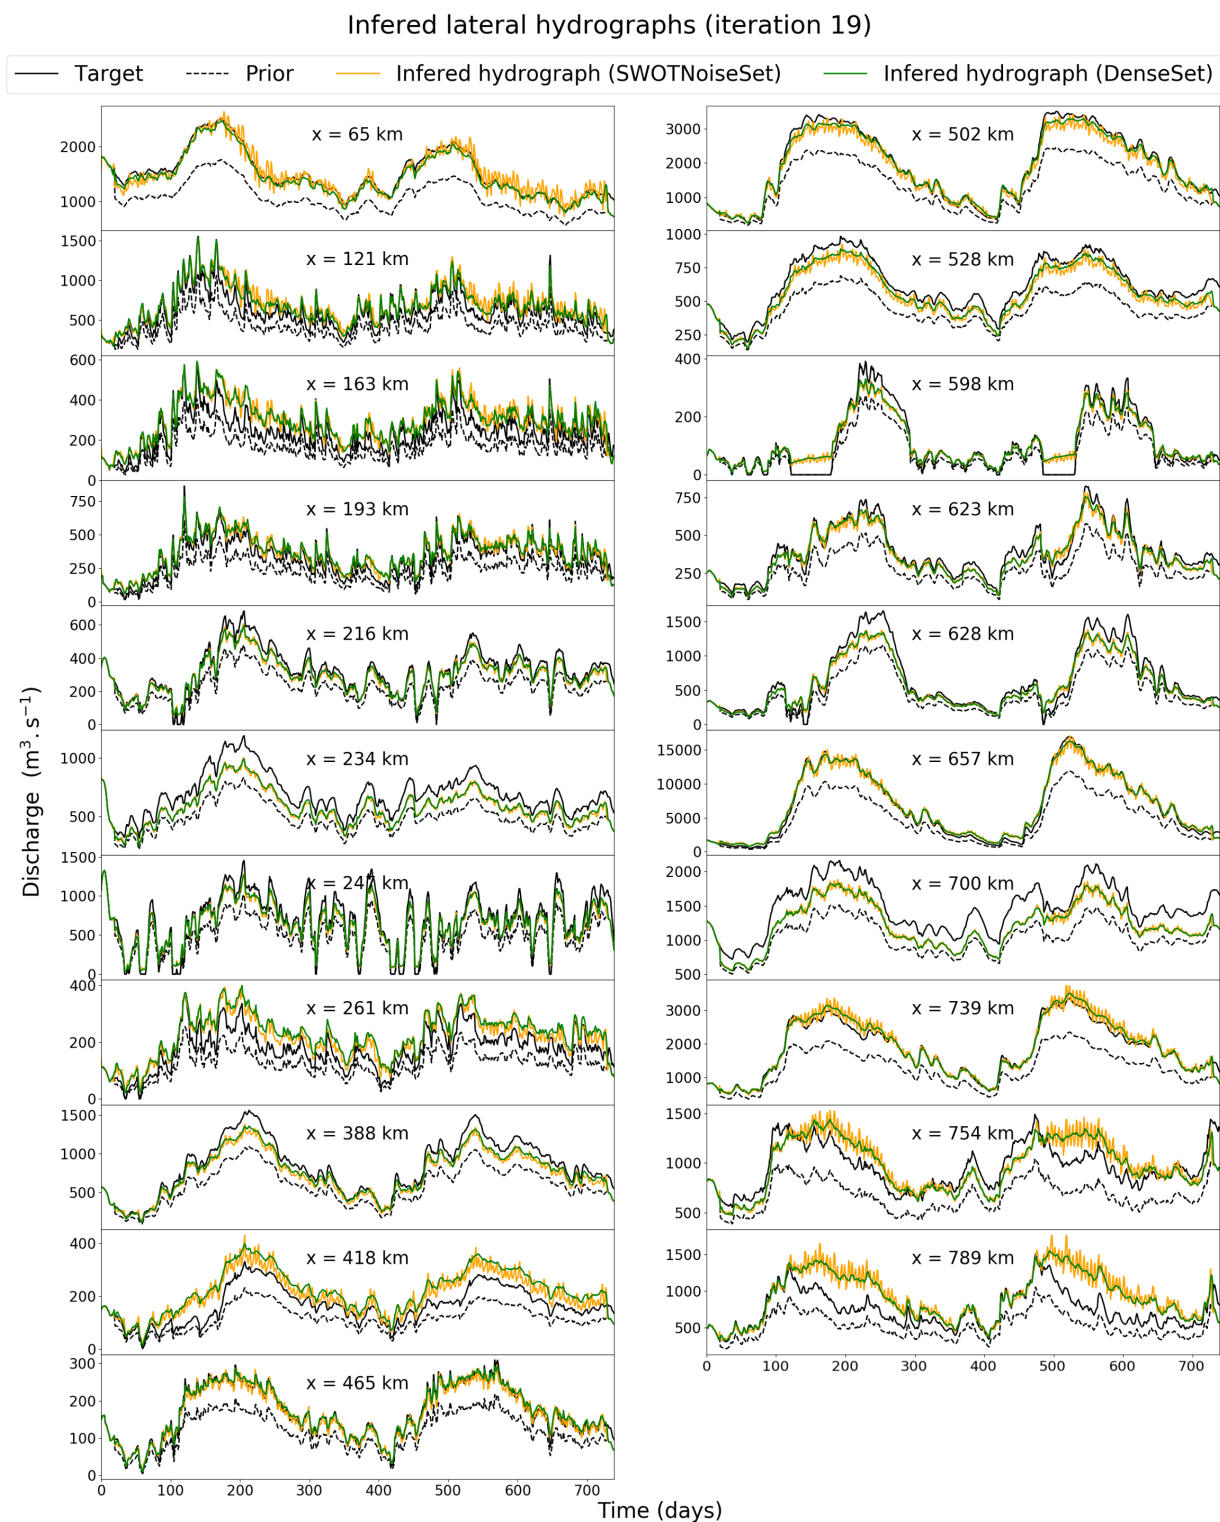 Infered lateral hydrographs (iteration 19)
Target Prior Infered hydrograph (SWOTNoiseSet) Infered hydrograph (DenseSet)
Discharge (m³.s⁻¹)
x = 65 km
2000
1000
x = 121 km
1500
1000
500
x = 163 km
600
400
200
0
x = 193 km
750
500
250
0
x = 216 km
600
400
200
0
x = 234 km
1000
500
x = 247 km
1500
1000
500
0
x = 261 km
400
200
0
x = 388 km
1500
1000
500
x = 418 km
400
200
0
x = 465 km
300
200
100
0
0 100 200 300 400 500 600 700
x = 502 km
3000
2000
1000
x = 528 km
1000
750
500
250
x = 598 km
400
200
0
x = 623 km
750
500
250
x = 628 km
1500
1000
500
0
x = 657 km
15000
10000
5000
0
x = 700 km
2000
1500
1000
500
x = 739 km
3000
2000
1000
x = 754 km
1500
1000
500
x = 789 km
1500
1000
500
0 100 200 300 400 500 600 700
Time (days)